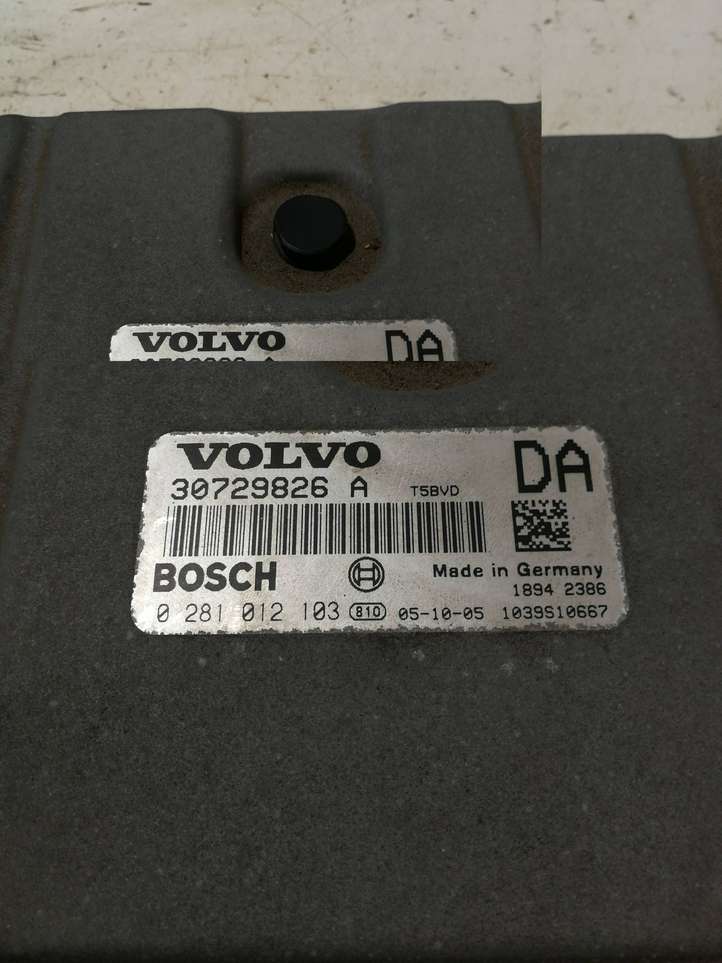 VOLVO DA
VOLVO DA
30729826 A T5BVD
BOSCH Made in Germany
1894 2386
0 281 012 103 810 05-10-05 1039S10667